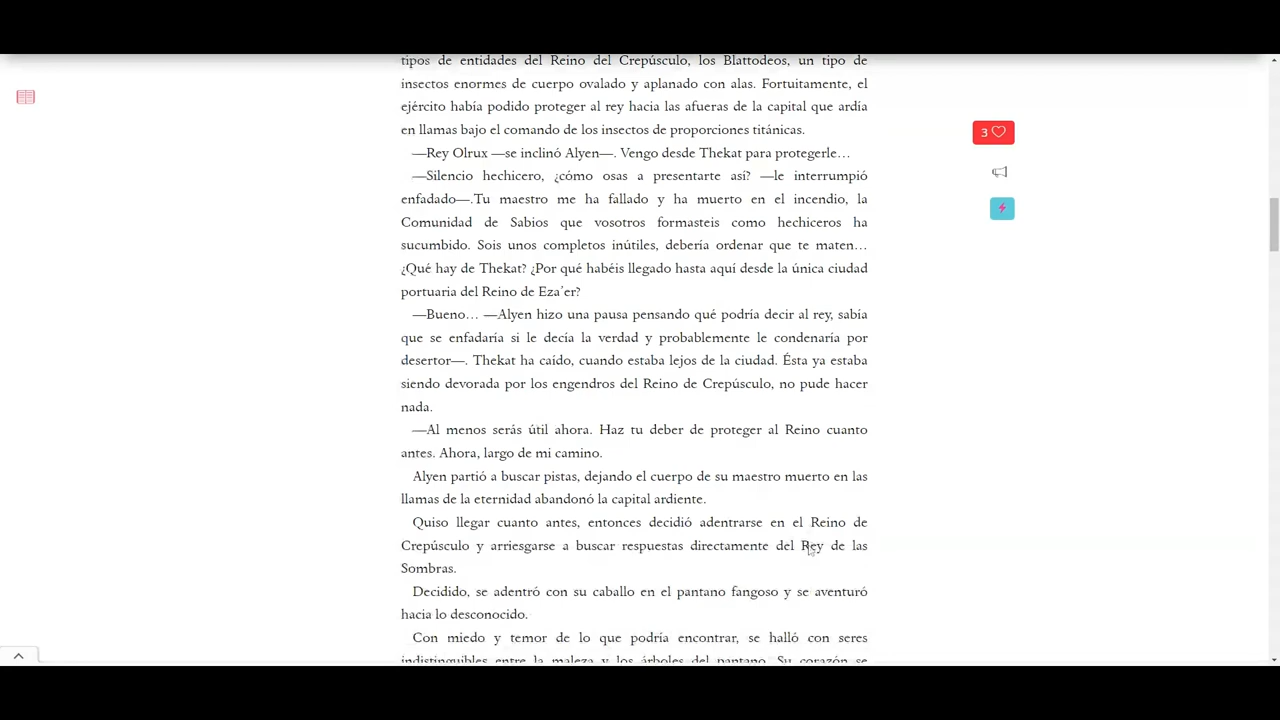 tipos de entidades del Reino del Crepúsculo, los Blattodeos, un tipo de
insectos enormes de cuerpo ovalado y aplanado con alas. Fortuitamente, el
ejército había podido proteger al rey hacia las afueras de la capital que ardía
en llamas bajo el comando de los insectos de proporciones titánicas.
—Rey Olrux —se inclinó Alyen—. Vengo desde Thekat para protegerle…
—Silencio hechicero, ¿cómo osas a presentarte así? —le interrumpió
enfadado—.Tu maestro me ha fallado y ha muerto en el incendio, la
Comunidad de Sabios que vosotros formasteis como hechiceros ha
sucumbido. Sois unos completos inútiles, debería ordenar que te maten…
¿Qué hay de Thekat? ¿Por qué habéis llegado hasta aquí desde la única ciudad
portuaria del Reino de Eza'er?
—Bueno… —Alyen hizo una pausa pensando qué podría decir al rey, sabía
que se enfadaría si le decía la verdad y probablemente le condenaría por
desertor—. Thekat ha caído, cuando estaba lejos de la ciudad. Ésta ya estaba
siendo devorada por los engendros del Reino de Crepúsculo, no pude hacer
nada.
—Al menos serás útil ahora. Haz tu deber de proteger al Reino cuanto
antes. Ahora, largo de mi camino.
Alyen partió a buscar pistas, dejando el cuerpo de su maestro muerto en las
llamas de la eternidad abandonó la capital ardiente.
Quiso llegar cuanto antes, entonces decidió adentrarse en el Reino de
Crepúsculo y arriesgarse a buscar respuestas directamente del Rey de las
Sombras.
Decidido, se adentró con su caballo en el pantano fangoso y se aventuró
hacia lo desconocido.
Con miedo y temor de lo que podría encontrar, se halló con seres
indistinguibles entre la maleza y los árboles del pantano. Su corazón se
3